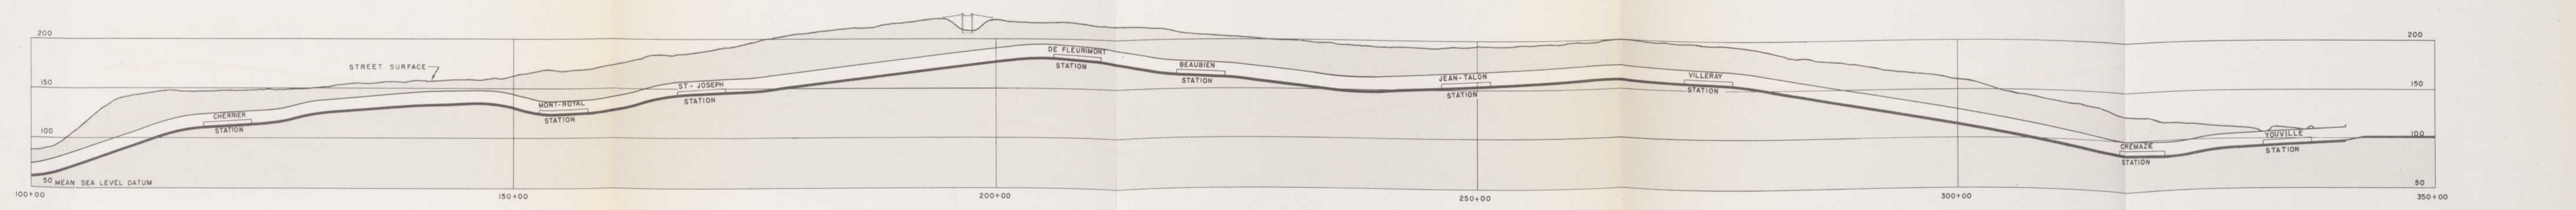 200
200
STREET SURFACE
DE FLEURIMONT
STATION
BEAUBIEN
STATION
JEAN-TALON
STATION
VILLERAY
STATION
150
150
ST-JOSEPH
STATION
MONT-ROYAL
STATION
CHERRIER
STATION
100
100
YOUVILLE
STATION
CRÉMAZIE
STATION
50 MEAN SEA LEVEL DATUM
50
100+00
150+00
200+00
250+00
300+00
350+00